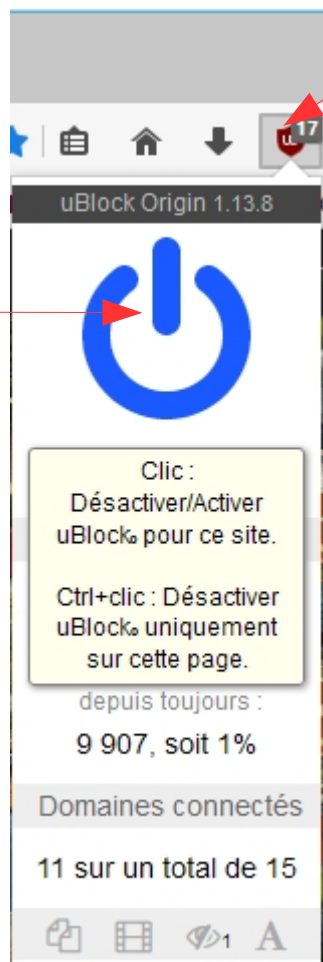 17
uBlock Origin 1.13.8
Clic :
Désactiver/Activer
uBlock₀ pour ce site.
Ctrl+clic : Désactiver
uBlock₀ uniquement
sur cette page.
depuis toujours :
9 907, soit 1%
Domaines connectés
11 sur un total de 15
1 A